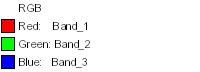 RGB
Red: Band_1
Green: Band_2
Blue: Band_3